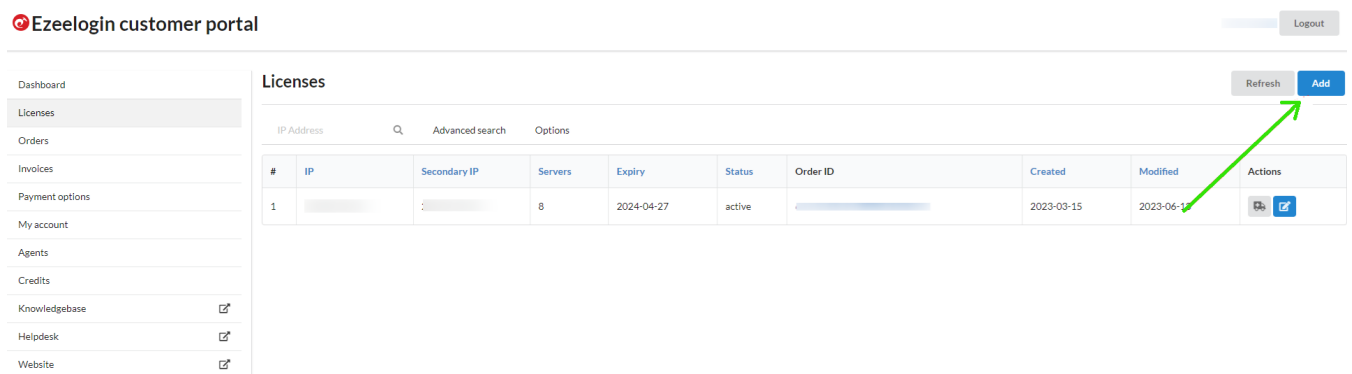 Ezeelogin customer portal
Logout
Dashboard
Licenses
Orders
Invoices
Payment options
My account
Agents
Credits
Knowledgebase
Helpdesk
Website
Licenses
Refresh Add
IP Address Advanced search Options
# IP Secondary IP Servers Expiry Status Order ID Created Modified Actions
1 8 2024-04-27 active 2023-03-15